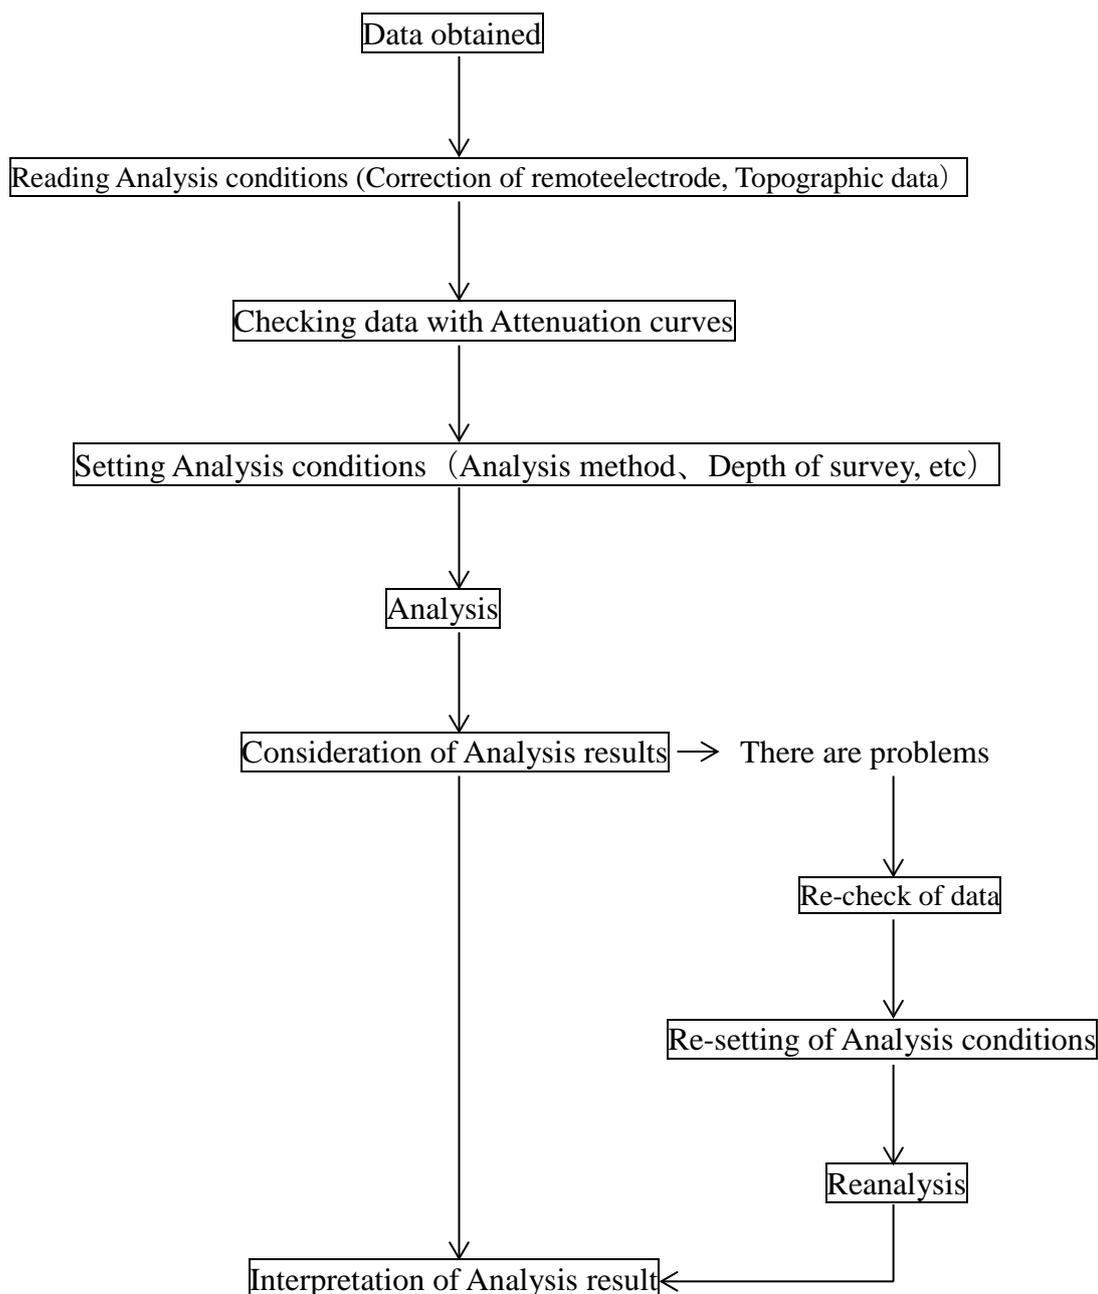 Data obtained
Reading Analysis conditions (Correction of remoteelectrode, Topographic data）
Checking data with Attenuation curves
Setting Analysis conditions（Analysis method、Depth of survey, etc）
Analysis
Consideration of Analysis results
There are problems
Re-check of data
Re-setting of Analysis conditions
Reanalysis
Interpretation of Analysis result